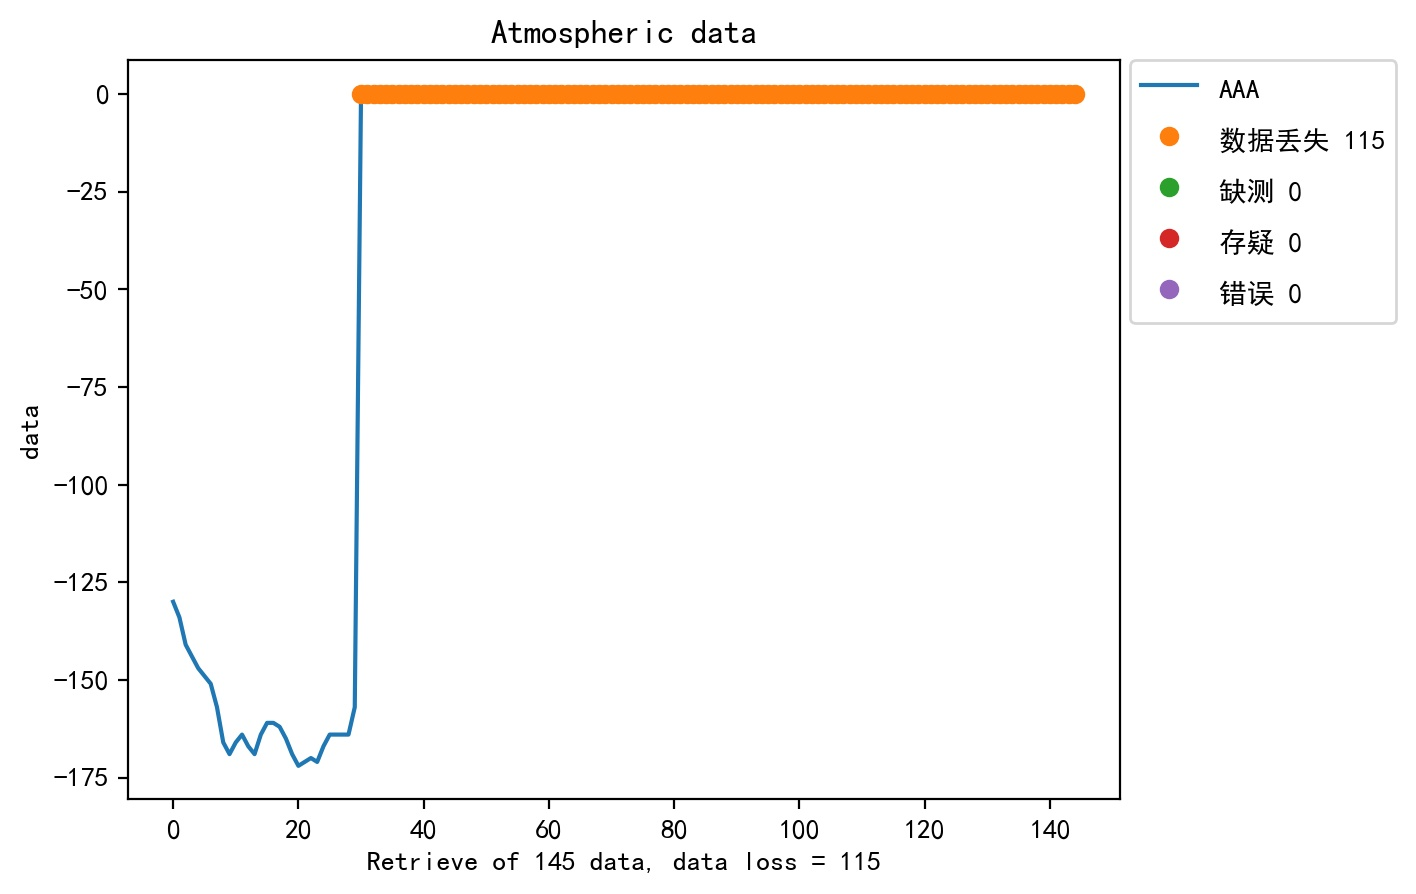 Atmospheric data
AAA
数据丢失 115
缺测 0
存疑 0
错误 0
0
−25
−50
−75
−100
−125
−150
−175
data
0 20 40 60 80 100 120 140
Retrieve of 145 data, data loss = 115